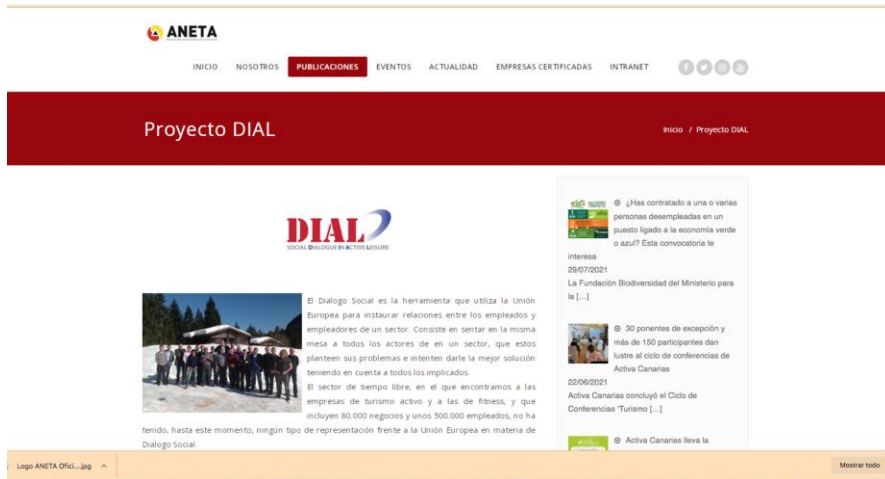 ANETA
INICIO NOSOTROS PUBLICACIONES EVENTOS ACTUALIDAD EMPRESAS CERTIFICADAS INTRANET
Proyecto DIAL
Inicio / Proyecto DIAL
DIAL
SOCIAL DIALOGUE IN ACTIVE LEISURE
El Dialogo Social es la herramienta que utiliza la Unión
Europea para instaurar relaciones entre los empleados y
empleadores de un sector. Consiste en sentar en la misma
mesa a todos los actores de en un sector, que estos
planteen sus problemas e intenten darle la mejor solución
teniendo en cuenta a todos los implicados.
El sector de tiempo libre, en el que encontramos a las
empresas de turismo activo y a las de fitness, y que
incluyen 80.000 negocios y unos 500.000 empleados, no ha
tenido, hasta este momento, ningún tipo de representación frente a la Unión Europea en materia de
Dialogo Social.
¿Has contratado a una o varias
personas desempleadas en un
puesto ligado a la economía verde
o azul? Esta convocatoria te
interesa
29/07/2021
La Fundación Biodiversidad del Ministerio para
la [...]
30 ponentes de excepción y
más de 150 participantes dan
lustre al ciclo de conferencias de
Activa Canarias
22/06/2021
Activa Canarias concluyó el Ciclo de
Conferencias "Turismo [...]
Activa Canarias lleva la
Logo ANETA Ofici....jpg
Mostrar todo